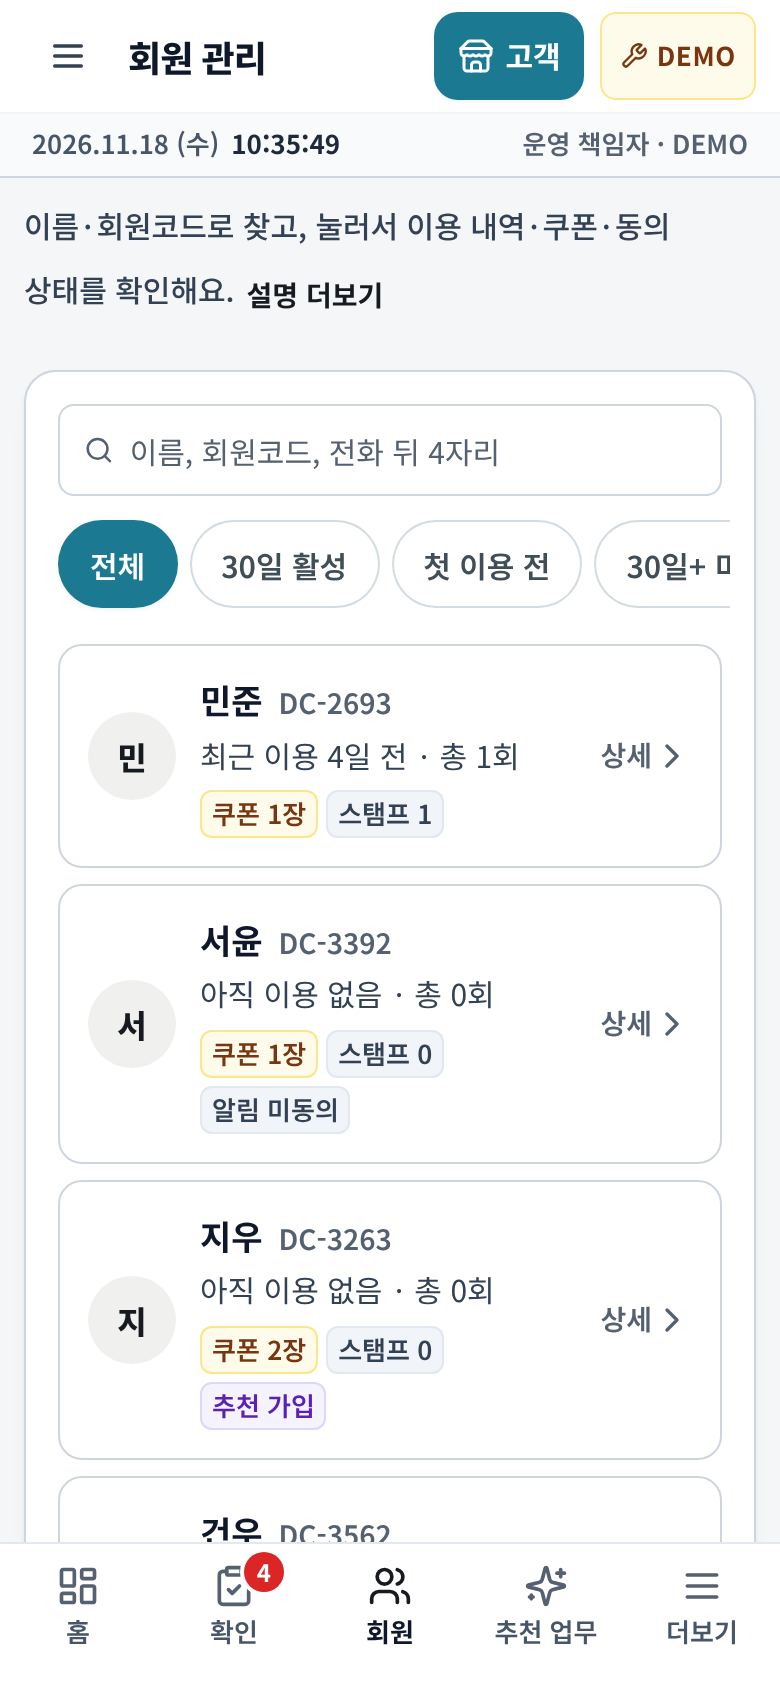 회원 관리
고객
DEMO
2026.11.18 (수) 10:35:49
운영 책임자 · DEMO
이름·회원코드로 찾고, 눌러서 이용 내역·쿠폰·동의
상태를 확인해요. 설명 더보기
이름, 회원코드, 전화 뒤 4자리
전체
30일 활성
첫 이용 전
30일+
민
민준 DC-2693
최근 이용 4일 전 · 총 1회
쿠폰 1장 스탬프 1
상세
서
서윤 DC-3392
아직 이용 없음 · 총 0회
쿠폰 1장 스탬프 0
알림 미동의
상세
지
지우 DC-3263
아직 이용 없음 · 총 0회
쿠폰 2장 스탬프 0
추천 가입
상세
건우 DC-3562
홈
4
확인
회원
추천 업무
더보기